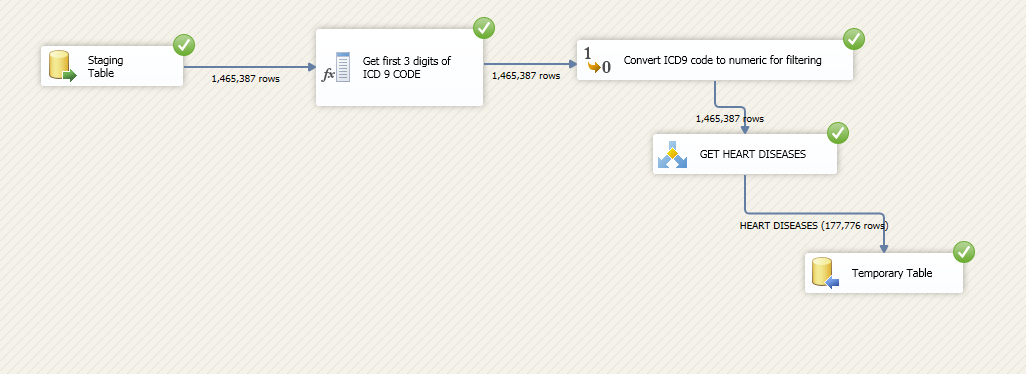 Staging
Table
1,465,387 rows
fx
Get first 3 digits of
ICD 9 CODE
1,465,387 rows
1
0
Convert ICD9 code to numeric for filtering
1,465,387 rows
GET HEART DISEASES
HEART DISEASES (177,776 rows)
Temporary Table